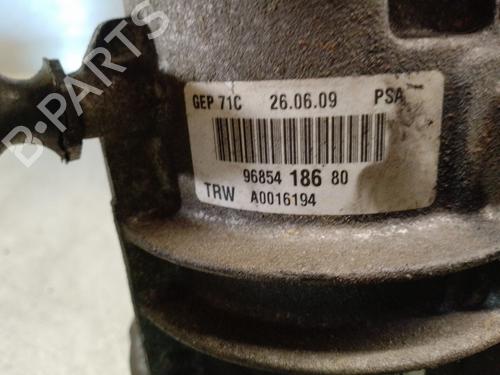 B-PARTS
GEP 71C 26.06.09 PSA
96854 186 80
TRW A0016194